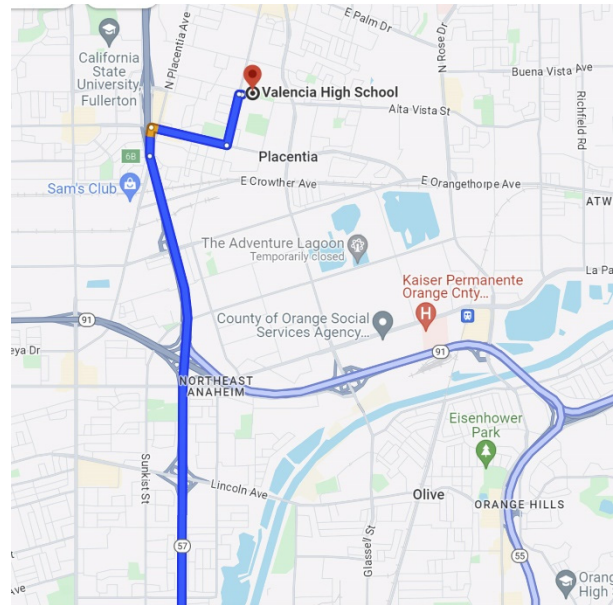 E Palm Dr
California
State
University,
Fullerton
N Placentia Ave
N Rose Dr
Buena Vista Ave
Valencia High School
Alta Vista St
Richfield Rd
Placentia
6B
Sam's Club
E Crowther Ave
E Orangethorpe Ave
ATW
The Adventure Lagoon
Temporarily closed
La Pa
Kaiser Permanente
Orange Cnty...
H
County of Orange Social
Services Agency...
91
eya Dr
91
NORTHEAST
ANAHEIM
Eisenhower
Park
Sunkist St
Lincoln Ave
Olive
ORANGE HILLS
Glassell St
57
55
Orang
High